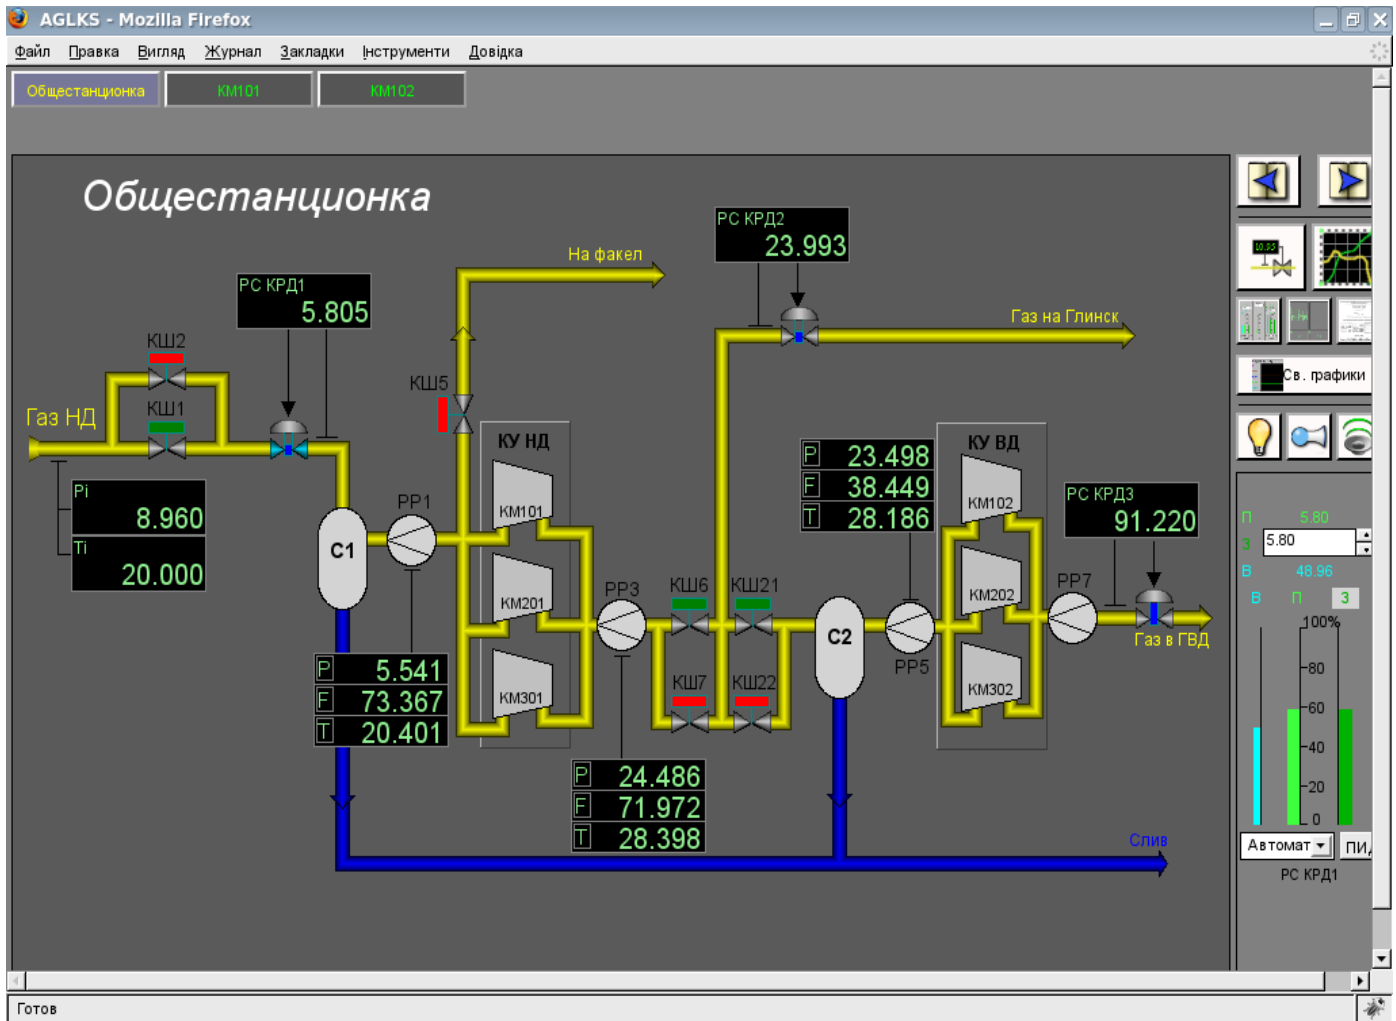 AGLKS - Mozilla Firefox
Файл Правка Вигляд Журнал Закладки Інструменти Довідка
Общестанционка КМ101 КМ102
Общестанционка
На факел
РС КРД2
23.993
РС КРД1
5.805
Газ на Глинск
КШ2
КШ5
КШ1
Газ НД
Св. графики
КУ НД
КУ ВД
P 23.498
F 38.449
T 28.186
Pi
8.960
Ti
20.000
РР1
КМ101
КМ102
РС КРД3
91.220
С1
КМ201
РР3
КШ6
КШ21
КМ202
РР7
С2
РР5
Газ в ГВД
P 5.541
F 73.367
T 20.401
КМ301
КШ7
КШ22
КМ302
P 24.486
F 71.972
T 28.398
Слив
П 5.80
З 5.80
В 48.96
В П З
100%
80
60
40
20
0
Автомат
РС КРД1
Готов